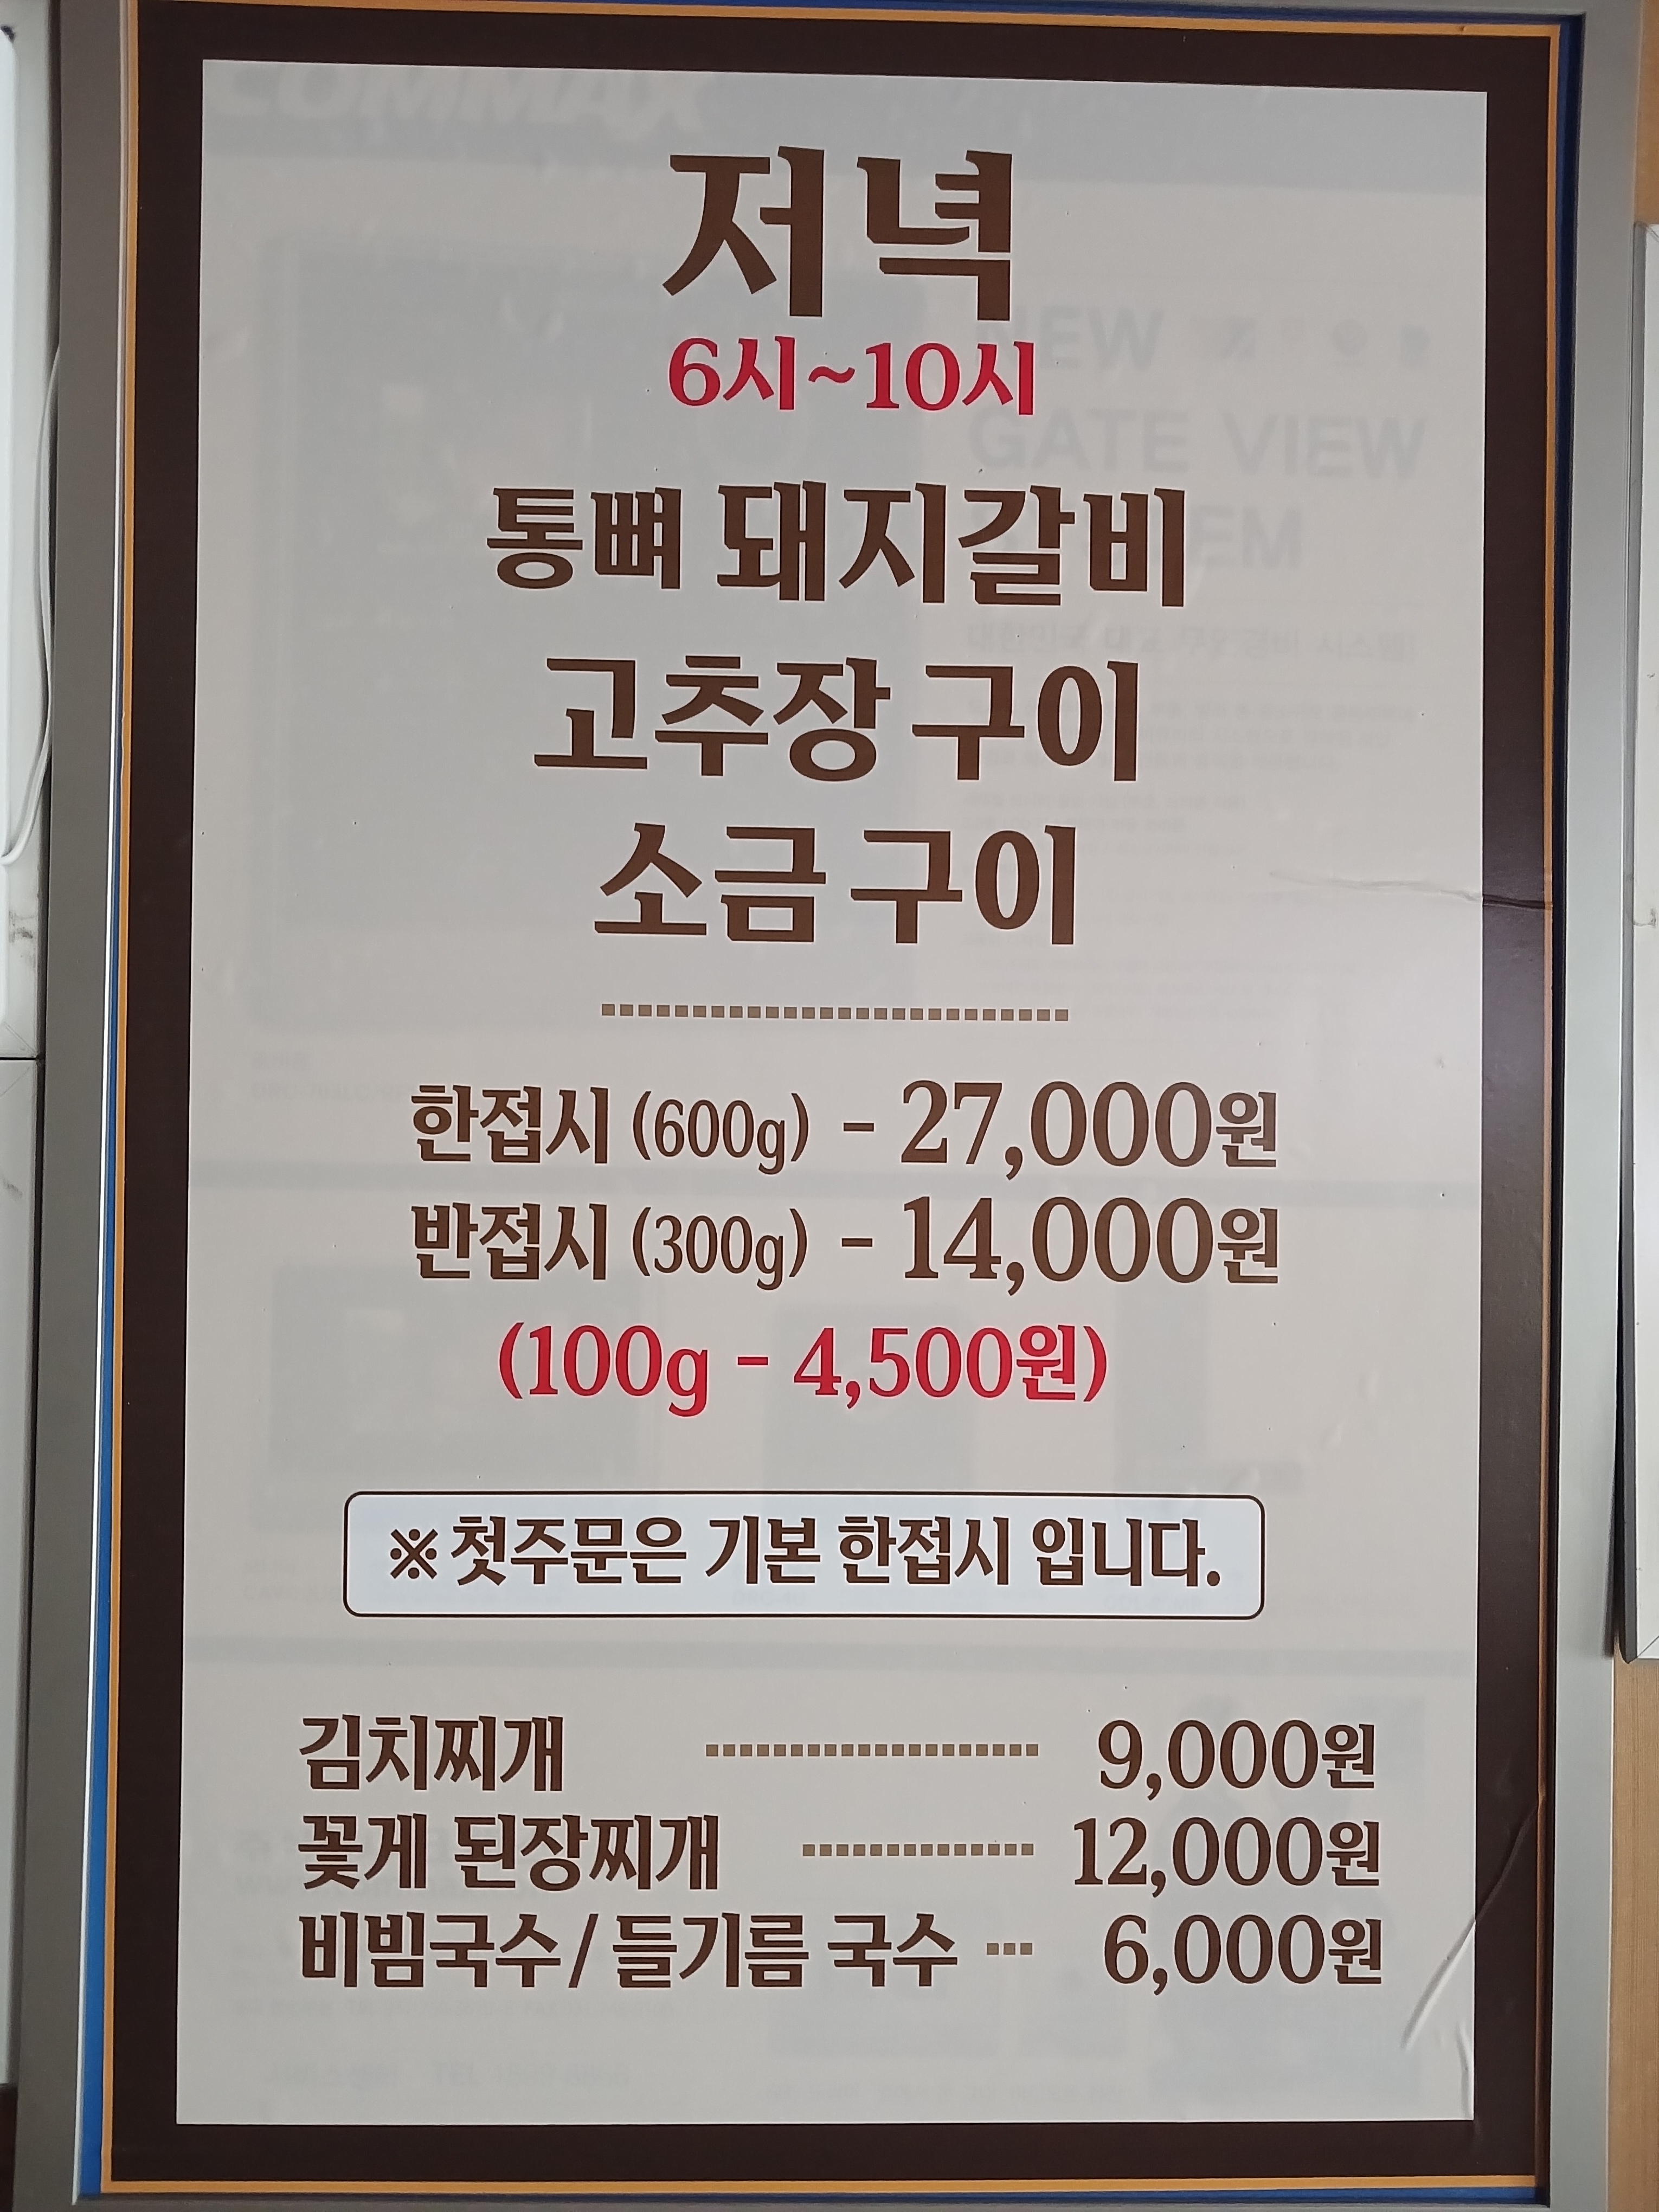 COMMAX
저녁
6시~10시
NEW
GATE VIEW
통뼈 돼지갈비
고추장 구이
소금 구이
한접시 (600g) - 27,000원
반접시 (300g) - 14,000원
(100g - 4,500원)
※첫주문은 기본 한접시 입니다.
김치찌개 9,000원
꽃게 된장찌개 12,000원
비빔국수/들기름 국수 6,000원